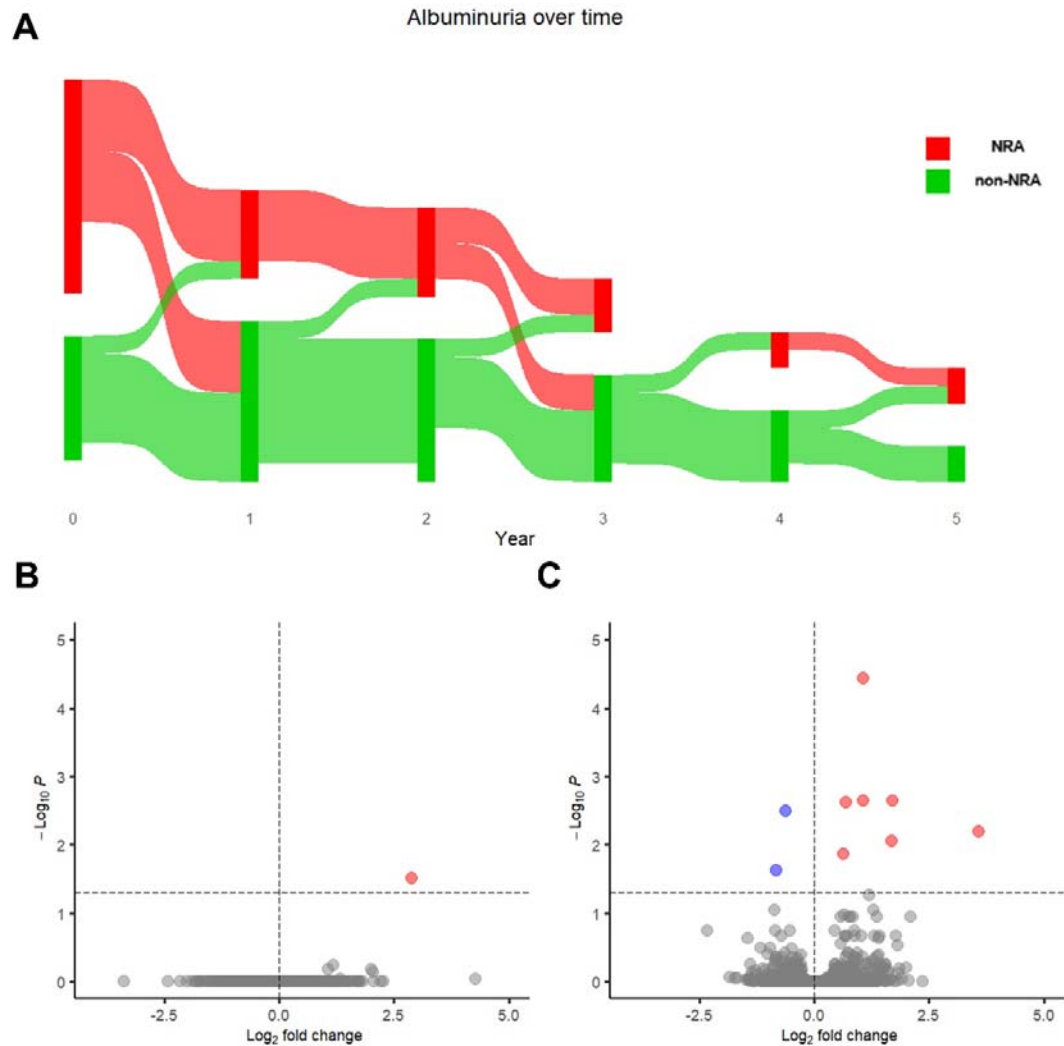 A
Albuminuria over time
NRA
non-NRA
0 1 2 3 4 5
Year
B
C
5
4
3
2
1
0
− Log10 P
-2.5 0.0 2.5 5.0
Log2 fold change
5
4
3
2
1
0
− Log10 P
-2.5 0.0 2.5 5.0
Log2 fold change